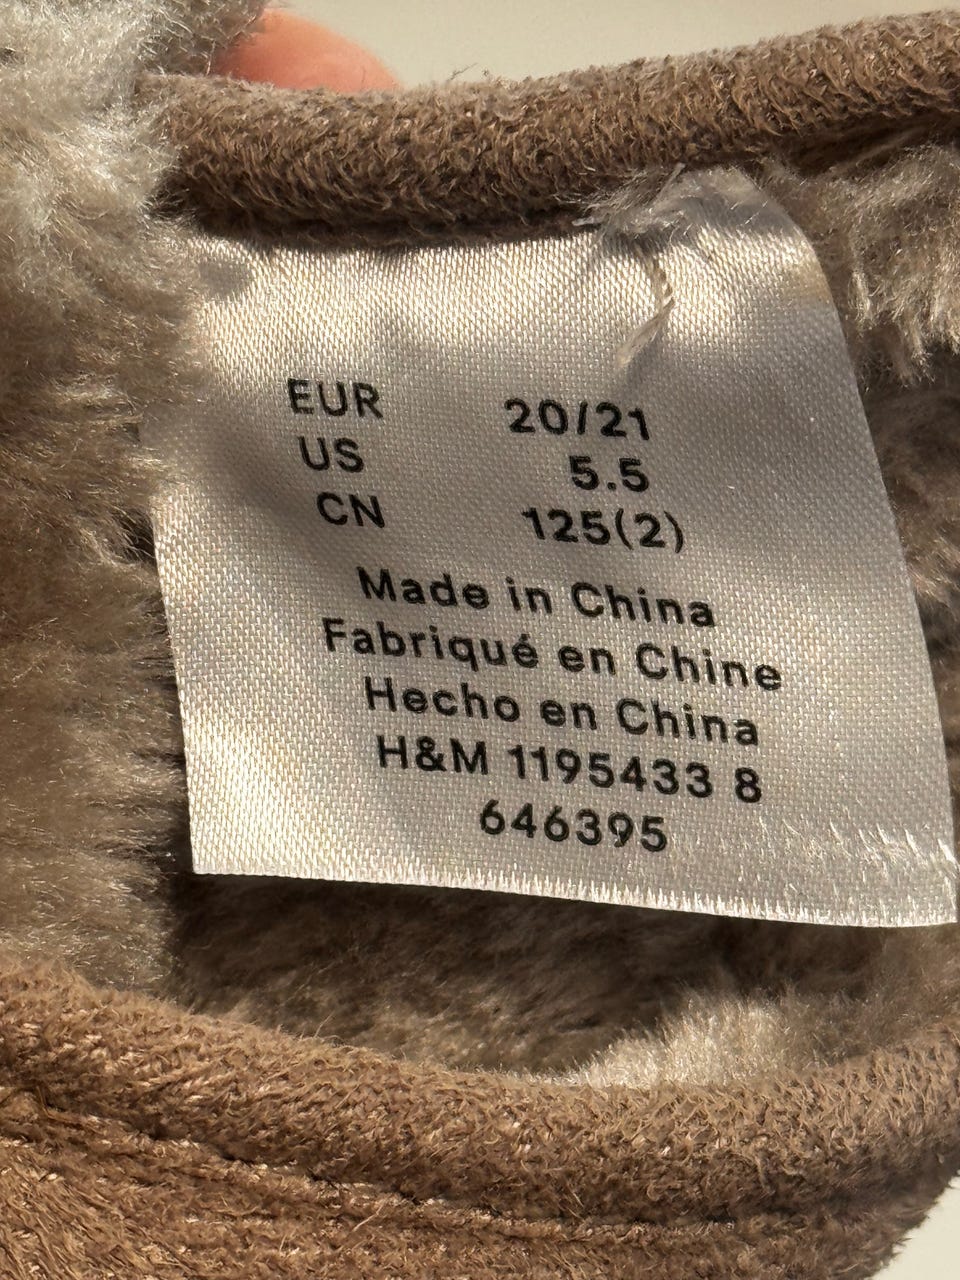 EUR 20/21
US 5.5
CN 125(2)
Made in China
Fabriqué en Chine
Hecho en China
H&M 1195433 8
646395